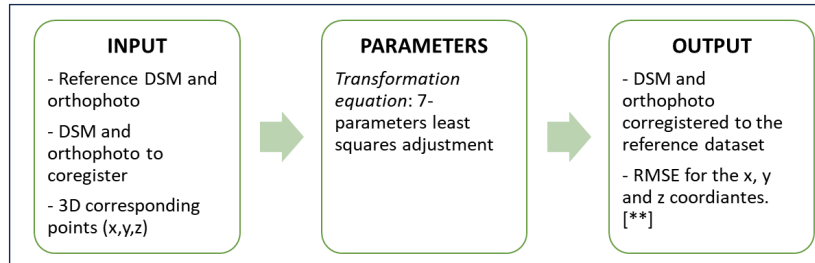 INPUT
- Reference DSM and
orthophoto
- DSM and
orthophoto to
coregister
- 3D corresponding
points (x,y,z)
PARAMETERS
Transformation
equation: 7-
parameters least
squares adjustment
OUTPUT
- DSM and
orthophoto
corregistered to the
reference dataset
- RMSE for the x, y
and z coordiantes.
[**]